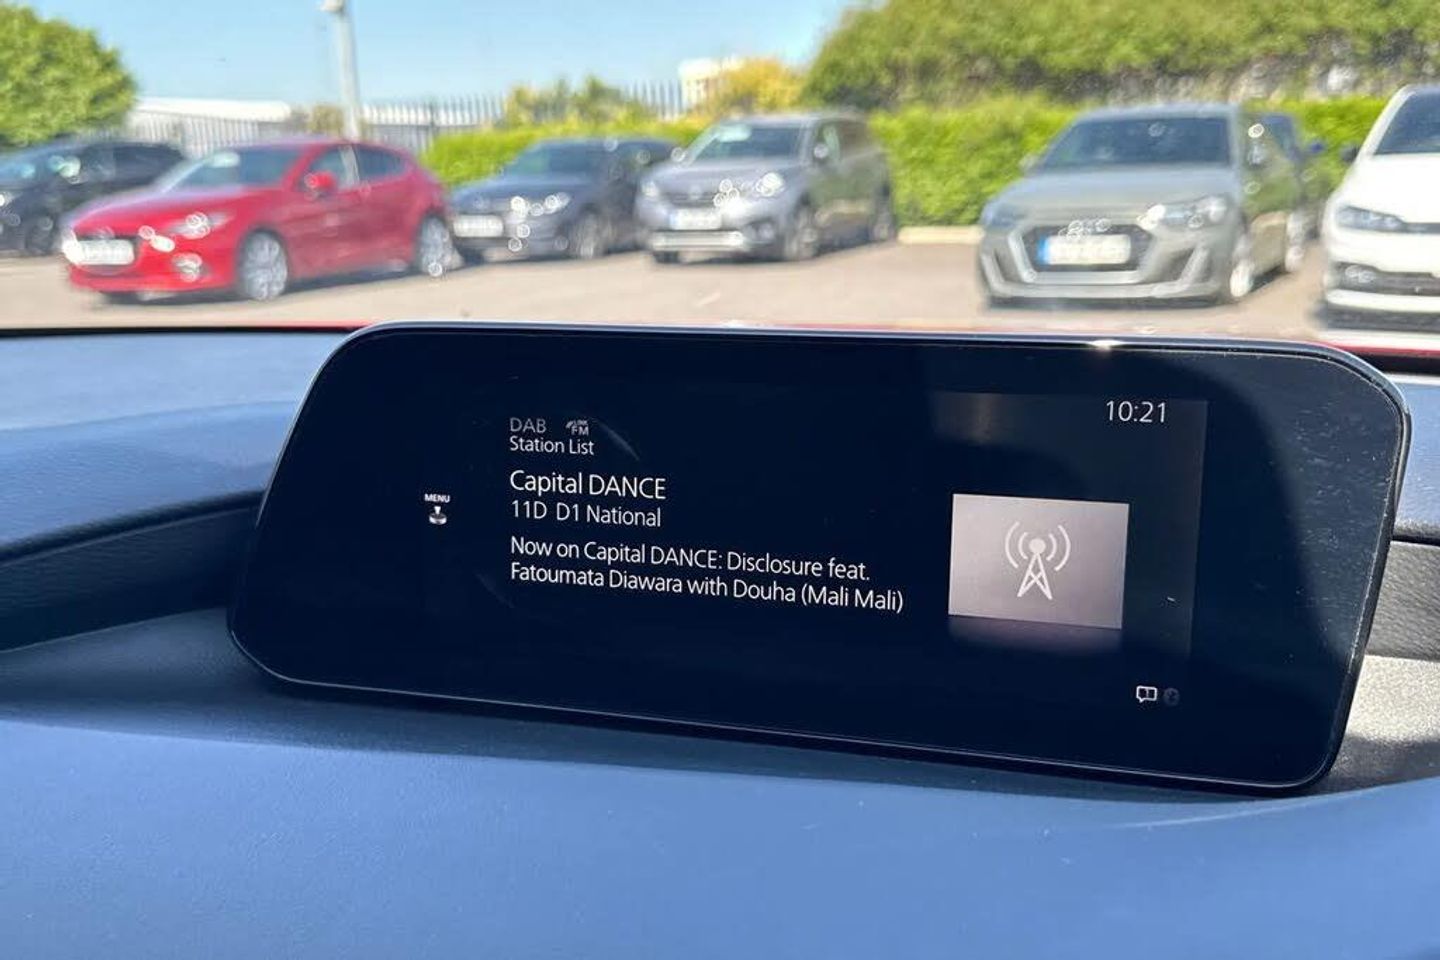 10:21
DAB FM
Station List
Capital DANCE
11D D1 National
MENU
Now on Capital DANCE: Disclosure feat.
Fatoumata Diawara with Douha (Mali Mali)